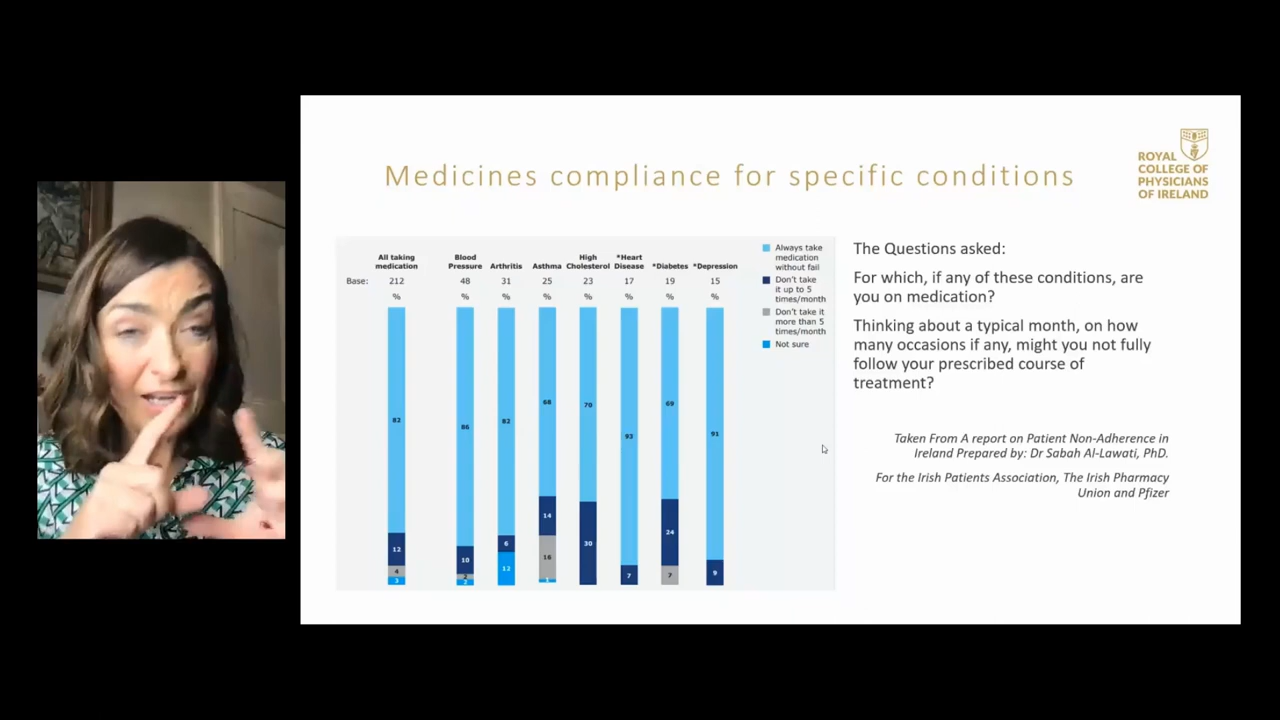 Medicines compliance for specific conditions
ROYAL
COLLEGE OF
PHYSICIANS
OF IRELAND
All taking medication
Blood Pressure
Arthritis
Asthma
High Cholesterol
*Heart Disease
*Diabetes
*Depression
Base: 212 48 31 25 23 17 19 15
% % % % % % % %
82 86 82 68 70 93 69 91
12 10 6 14 30 7 24 9
4 2 12 16 7
3 2
Always take
medication
without fail
Don't take
it up to 5
times/month
Don't take it
more than 5
times/month
Not sure
The Questions asked:
For which, if any of these conditions, are
you on medication?
Thinking about a typical month, on how
many occasions if any, might you not fully
follow your prescribed course of
treatment?
Taken From A report on Patient Non-Adherence in
Ireland Prepared by: Dr Sabah Al-Lawati, PhD.
For the Irish Patients Association, The Irish Pharmacy
Union and Pfizer